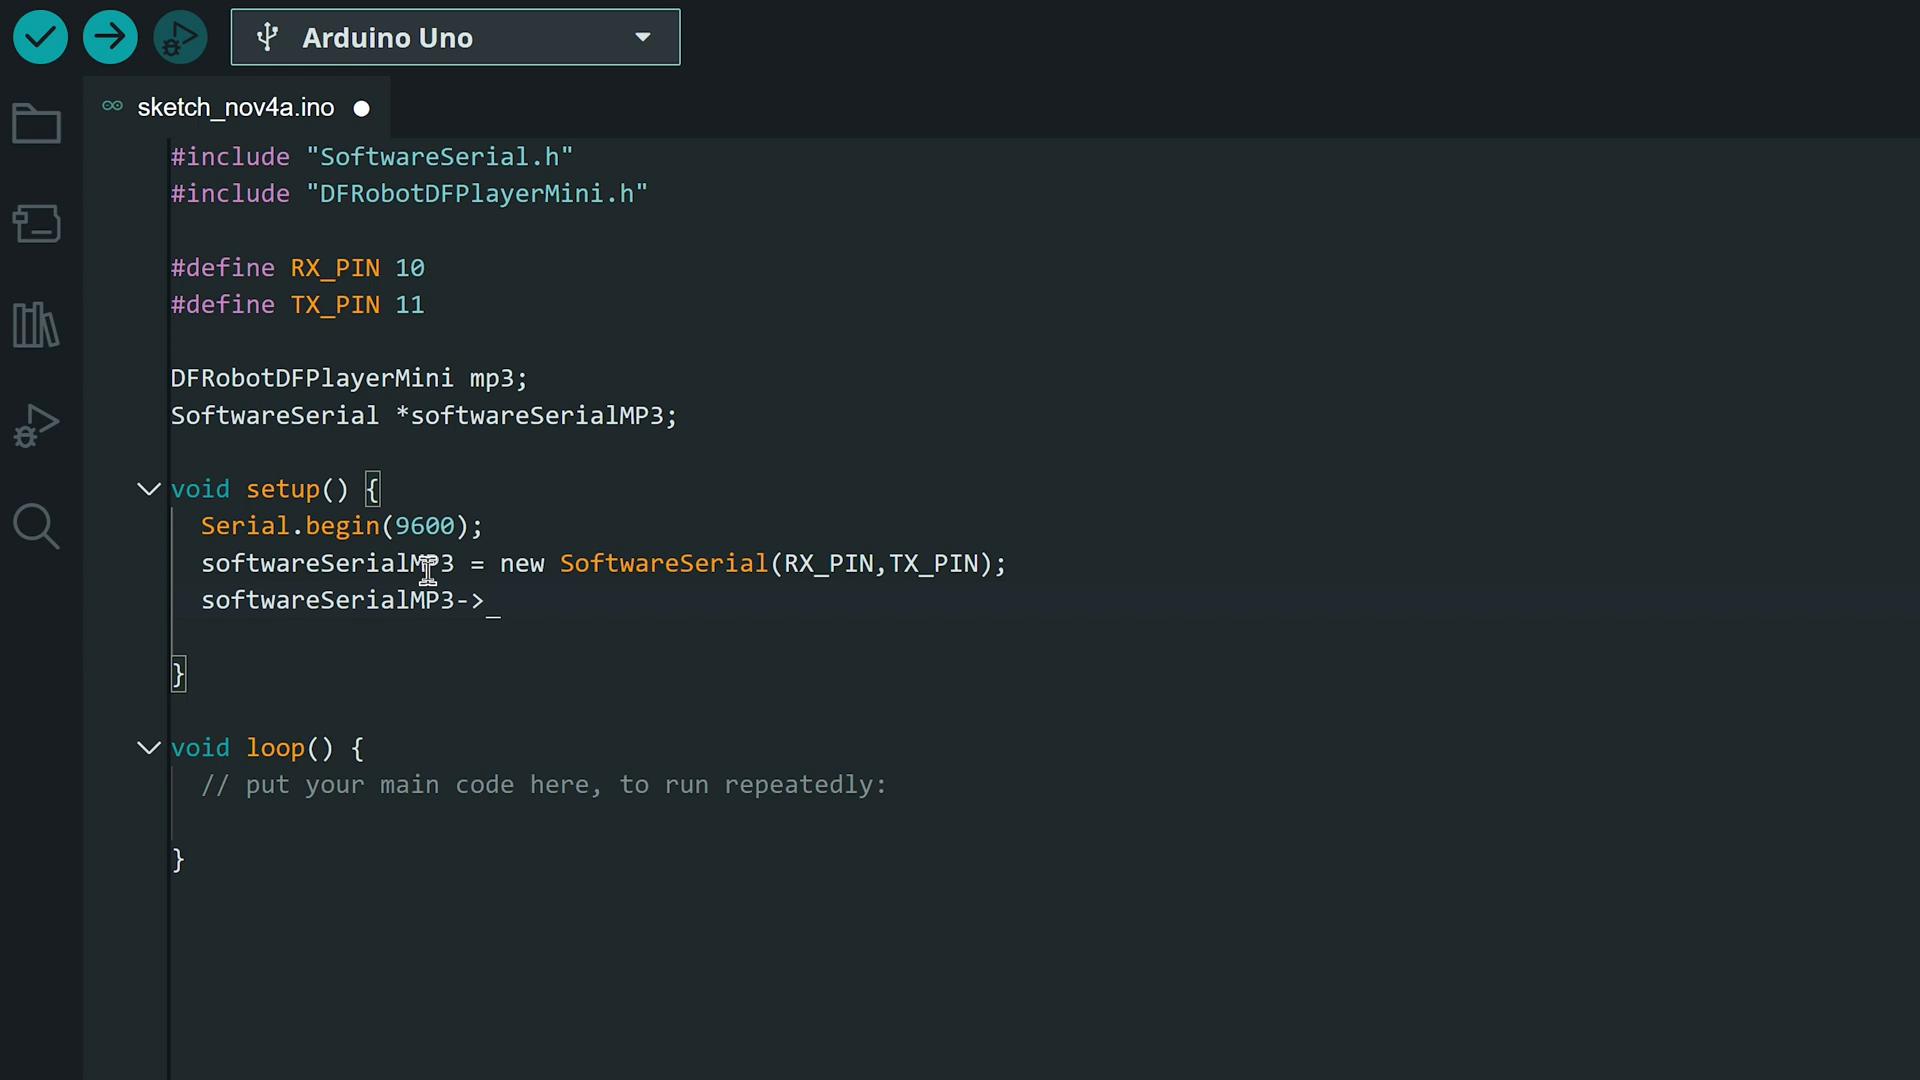 Arduino Uno
sketch_nov4a.ino
#include "SoftwareSerial.h"
#include "DFRobotDFPlayerMini.h"
#define RX_PIN 10
#define TX_PIN 11
DFRobotDFPlayerMini mp3;
SoftwareSerial *softwareSerialMP3;
void setup() {
Serial.begin(9600);
softwareSerialMP3 = new SoftwareSerial(RX_PIN,TX_PIN);
softwareSerialMP3->_
}
void loop() {
// put your main code here, to run repeatedly:
}